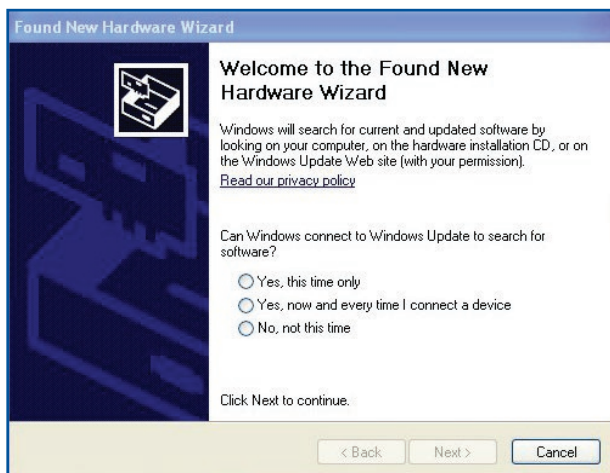 Found New Hardware Wizard
Welcome to the Found New
Hardware Wizard
Windows will search for current and updated software by
looking on your computer, on the hardware installation CD, or on
the Windows Update Web site (with your permission).
Read our privacy policy
Can Windows connect to Windows Update to search for
software?
Yes, this time only
Yes, now and every time I connect a device
No, not this time
Click Next to continue.
< Back Next > Cancel